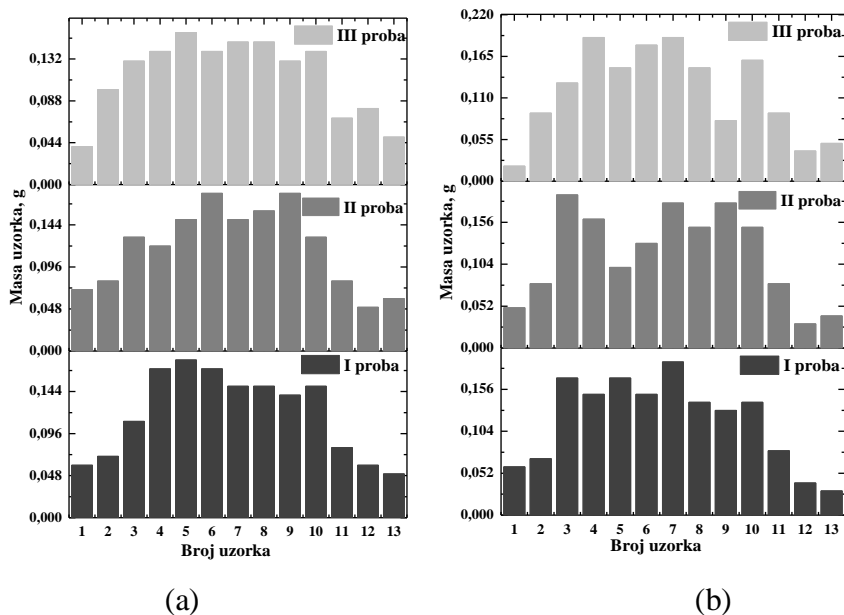 III proba
0,132
0,088
0,044
0,000
II proba
0,144
0,096
0,048
0,000
I proba
0,144
0,096
0,048
0,000
1 2 3 4 5 6 7 8 9 10 11 12 13
Broj uzorka
Masa uzorka, g
(a)
0,220
III proba
0,165
0,110
0,055
0,000
II proba
0,156
0,104
0,052
0,000
I proba
0,156
0,104
0,052
0,000
1 2 3 4 5 6 7 8 9 10 11 12 13
Broj uzorka
Masa uzorka, g
(b)